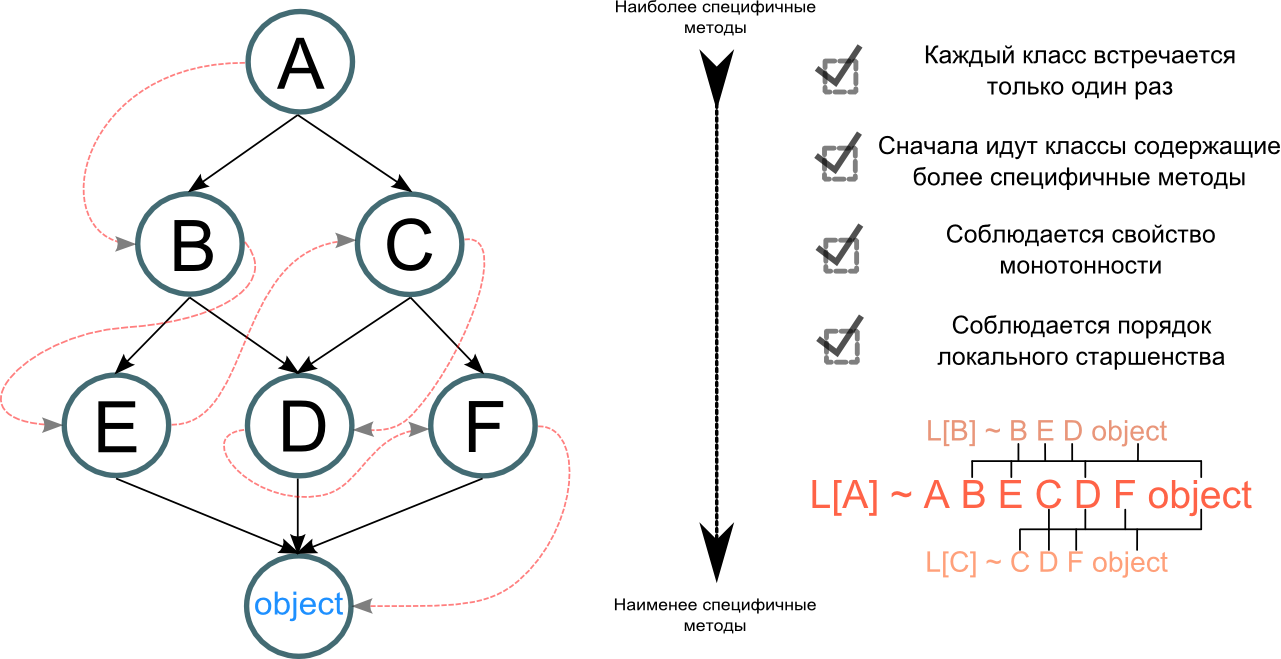 A
B
C
E
D
F
object
Наиболее специфичные
методы
Наименее специфичные
методы
Каждый класс встречается
только один раз
Сначала идут классы содержащие
более специфичные методы
Соблюдается свойство
монотонности
Соблюдается порядок
локального старшенства
L[B] ~ B E D object
L[A] ~ A B E C D F object
L[C] ~ C D F object